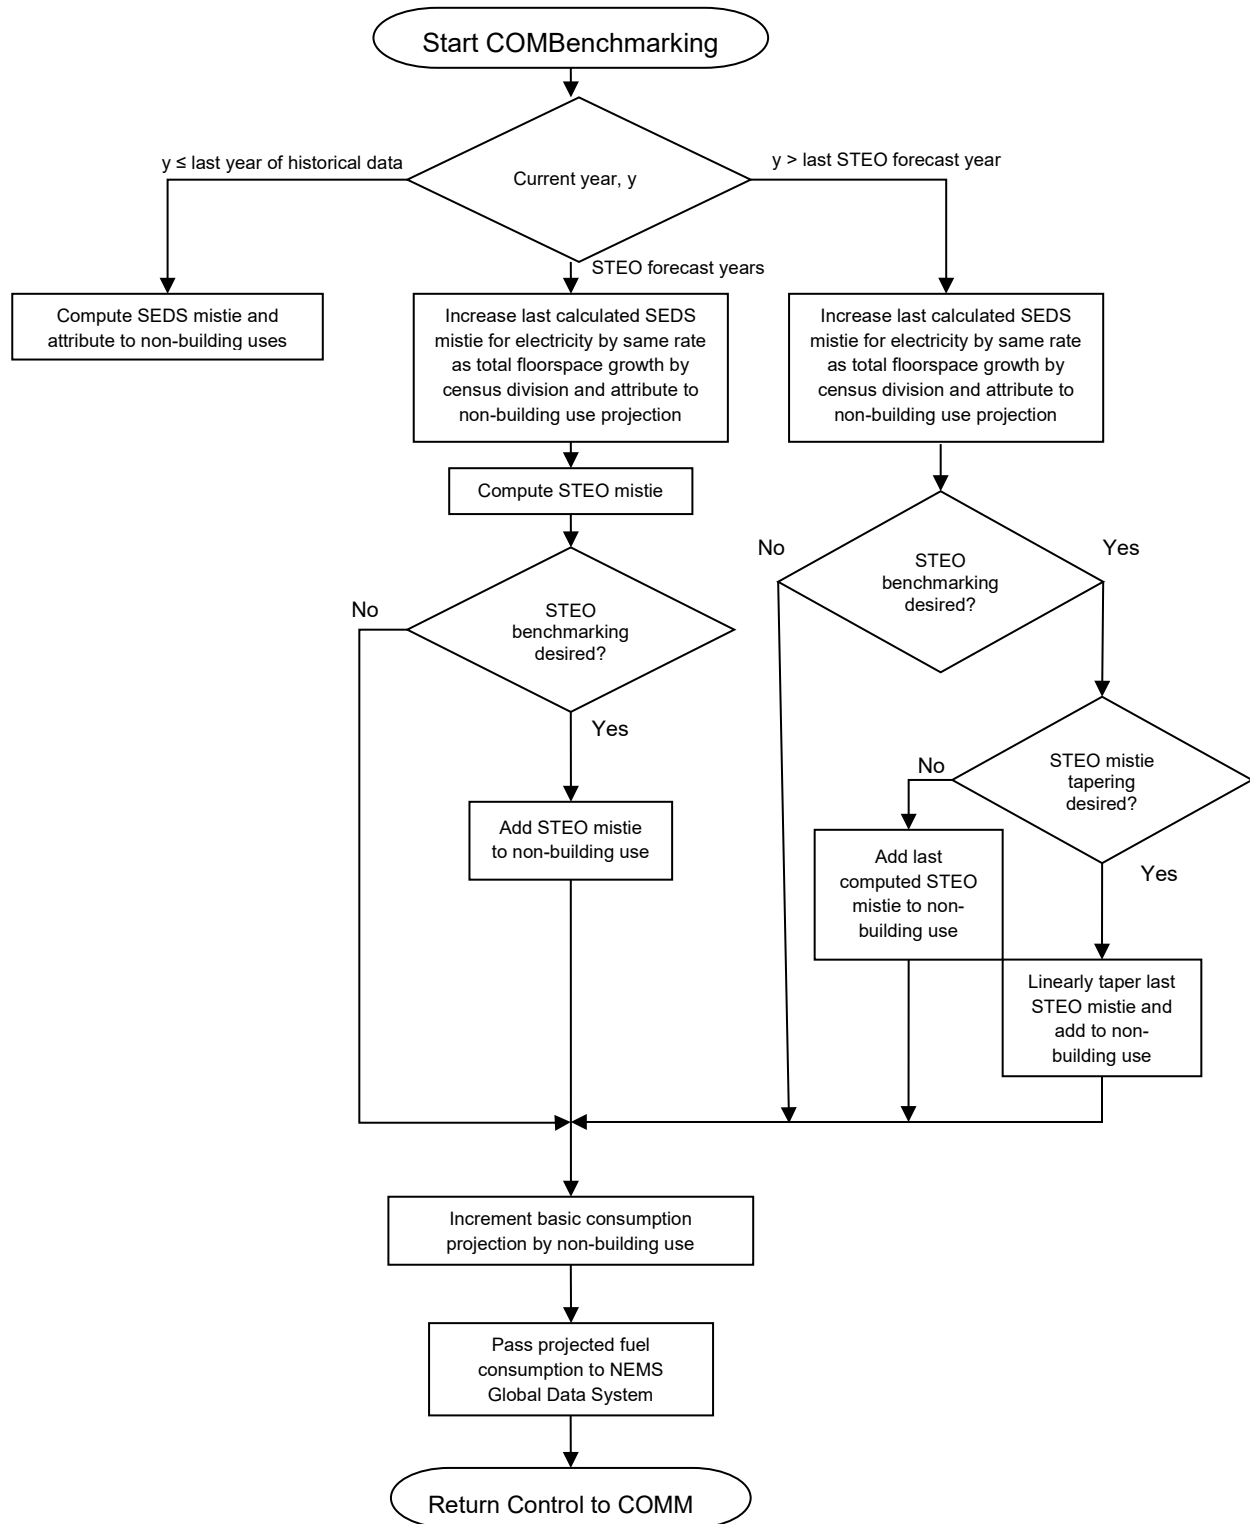 Start COMBenchmarking
y ≤ last year of historical data
y > last STEO forecast year
Current year, y
STEO forecast years
Compute SEDS mistie and
attribute to non-building uses
Increase last calculated SEDS
mistie for electricity by same rate
as total floorspace growth by
census division and attribute to
non-building use projection
Increase last calculated SEDS
mistie for electricity by same rate
as total floorspace growth by
census division and attribute to
non-building use projection
Compute STEO mistie
No
STEO
benchmarking
desired?
Yes
No
STEO
benchmarking
desired?
Yes
Add STEO mistie
to non-building use
No
STEO mistie
tapering
desired?
Yes
Add last
computed STEO
mistie to non-
building use
Linearly taper last
STEO mistie and
add to non-
building use
Increment basic consumption
projection by non-building use
Pass projected fuel
consumption to NEMS
Global Data System
Return Control to COMM